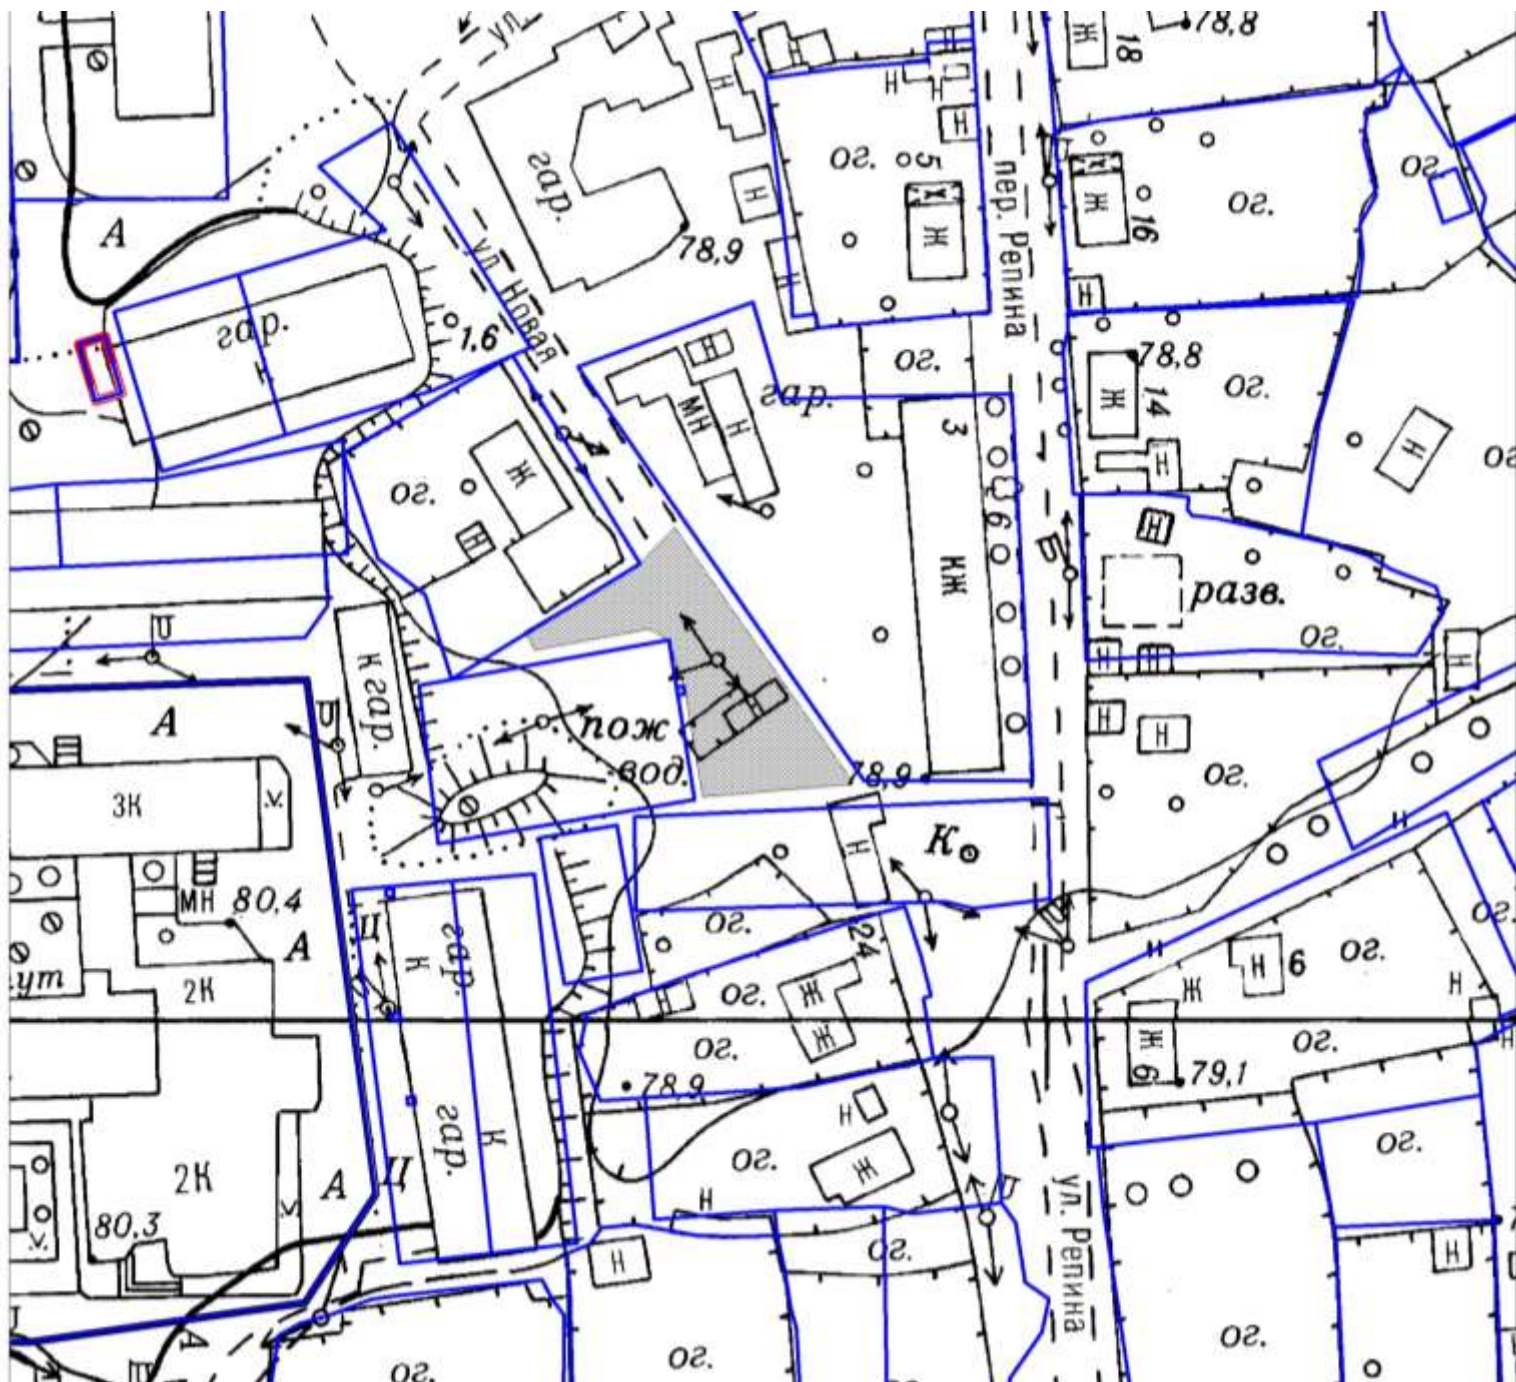 ул.
Ж
18
78,8
Н
Н
Н
Н
ог.
5
Н
ог.
А
гар.
Н
Ж
пер. Репина
Ж
16
ог.
78,9
ул Новая
Н
Н
гар.
Н
1.6
Н
ог.
78,8
МН
Н
гар.
3
Ж
14
ог.
Н
Н
ог.
Ж
ог.
Н
б
КЖ
Б
Н
разв.
ог.
К гар.
Ц
Ц
А
Н
Н
Н
Н
пож
вод.
78,9
Н
Н
ог.
3К
К
Н
К
Н
МН
80,4
А
Ц
гар.
К
ог.
24
ог.
ут
2К
Н
ог.
Ж
Ж
Н
6
ог.
Н
Ж
ог.
78,9
Ж
6
79,1
ог.
Н
гар.
К
ог.
Ж
ог.
2К
А
Ц
К
80,3
К
Н
Н
ог.
Ц
ул. Репина
Н
А
ог.
ог.
ог.